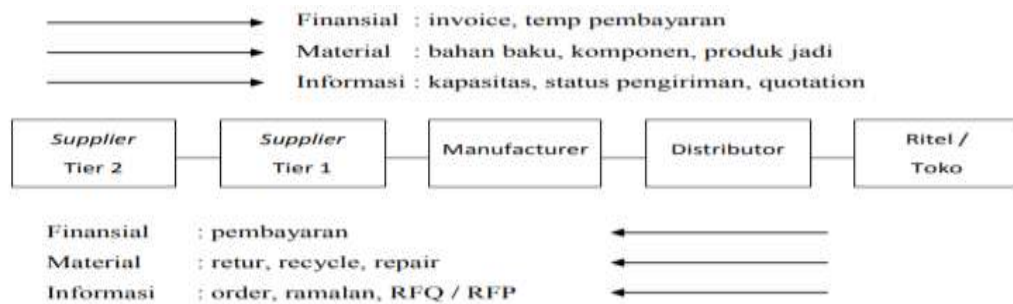 Finansial : invoice, temp pembayaran
Material : bahan baku, komponen, produk jadi
Informasi : kapasitas, status pengiriman, quotation
Supplier
Tier 2
Supplier
Tier 1
Manufacturer
Distributor
Ritel /
Toko
Finansial : pembayaran
Material : retur, recycle, repair
Informasi : order, ramalan, RFQ / RFP